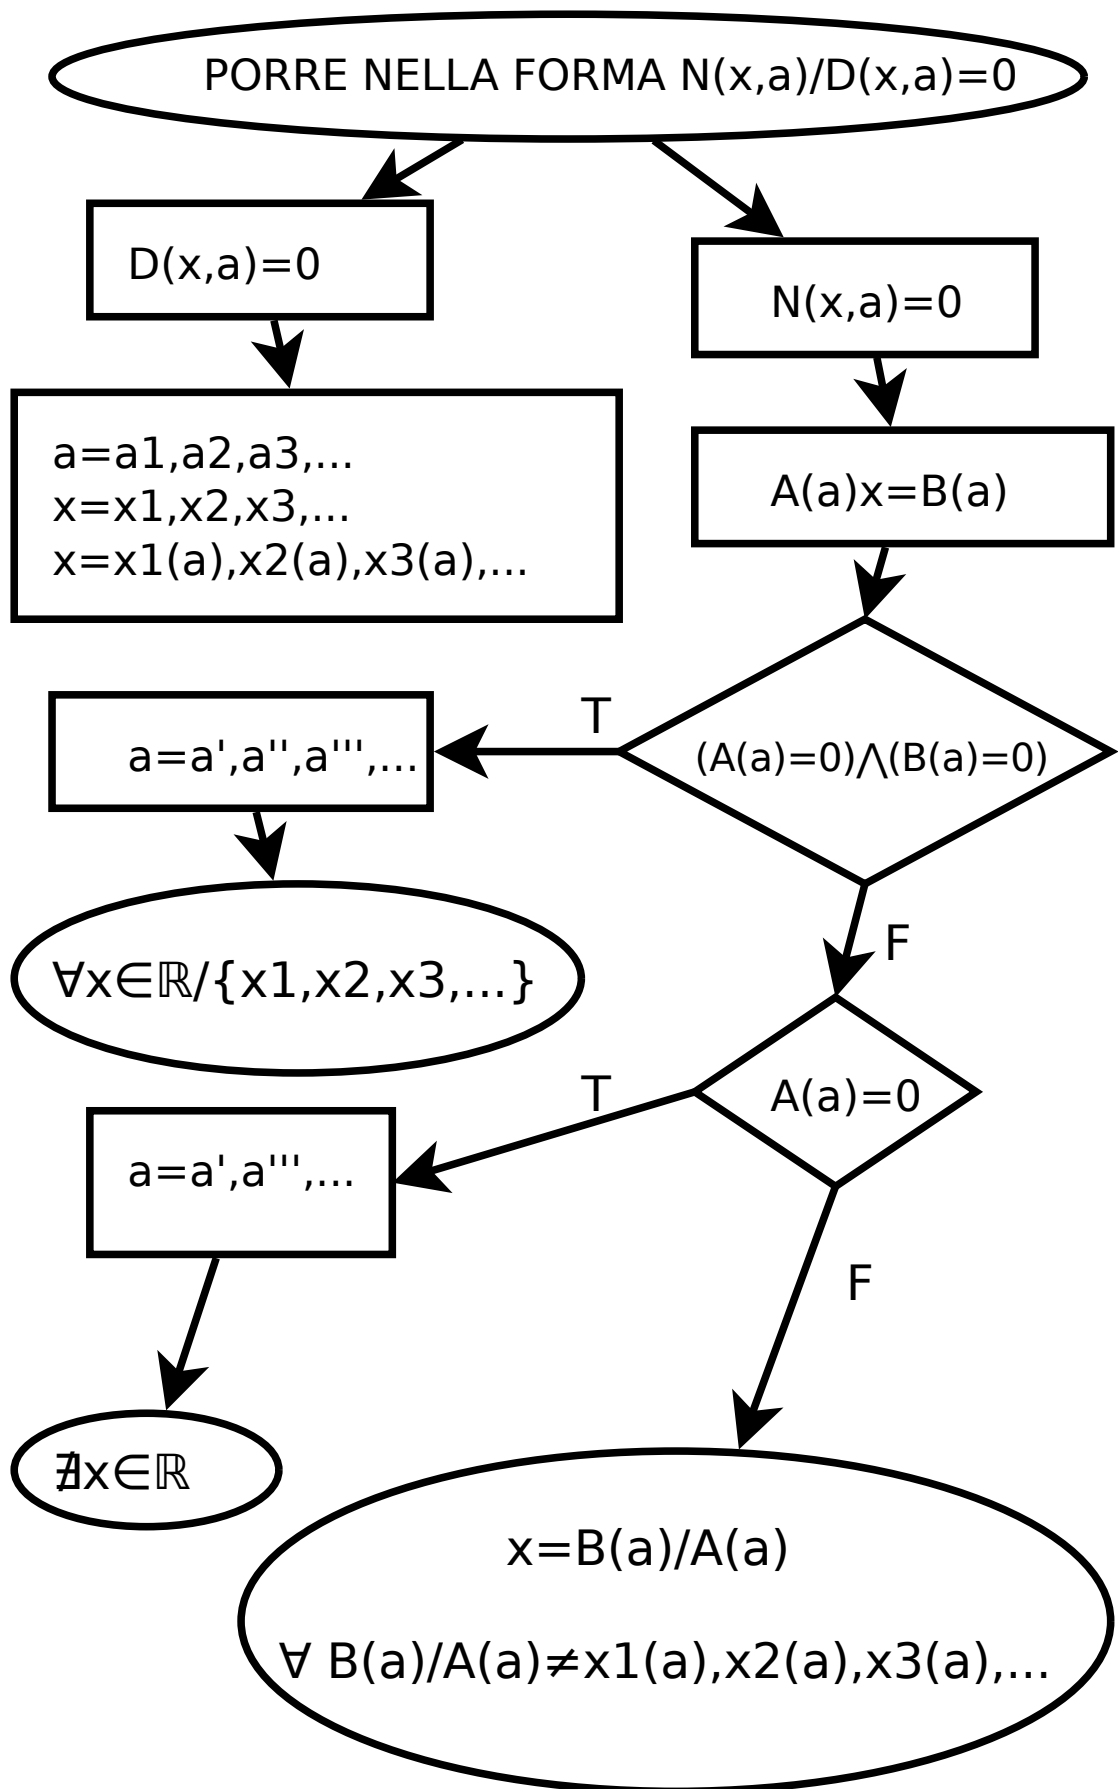 PORRE NELLA FORMA N(x,a)/D(x,a)=0
D(x,a)=0
N(x,a)=0
a=a1,a2,a3,...
x=x1,x2,x3,...
x=x1(a),x2(a),x3(a),...
A(a)x=B(a)
T
a=a',a'',a''',...
(A(a)=0)⋀(B(a)=0)
F
∀x∈ℝ/{x1,x2,x3,...}
T
A(a)=0
a=a',a''',...
F
∄x∈ℝ
x=B(a)/A(a)
∀ B(a)/A(a)≠x1(a),x2(a),x3(a),...